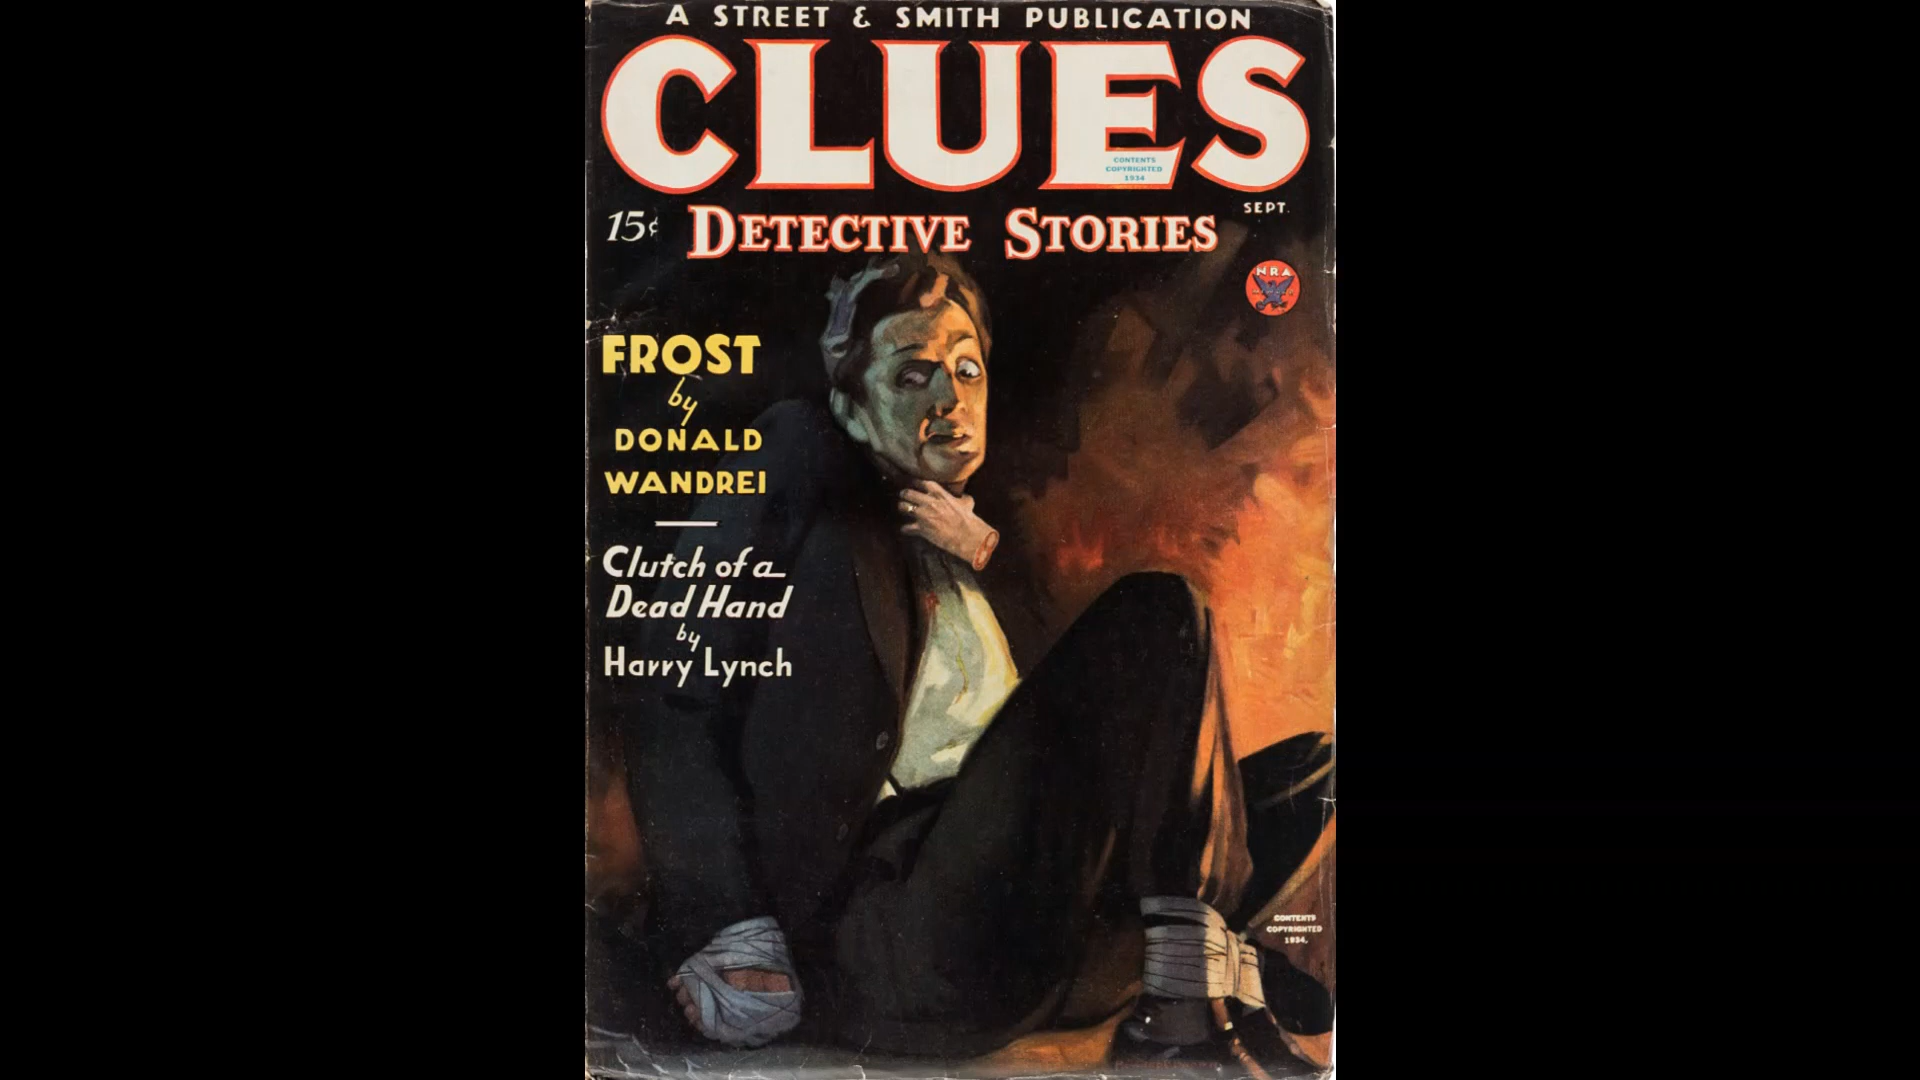 A STREET & SMITH PUBLICATION
CLUES
CONTENTS
COPYRIGHTED
1934
SEPT.
15¢ DETECTIVE STORIES
NRA
FROST
by
DONALD
WANDREI
Clutch of a
Dead Hand
by
Harry Lynch
CONTENTS
COPYRIGHTED
1934,